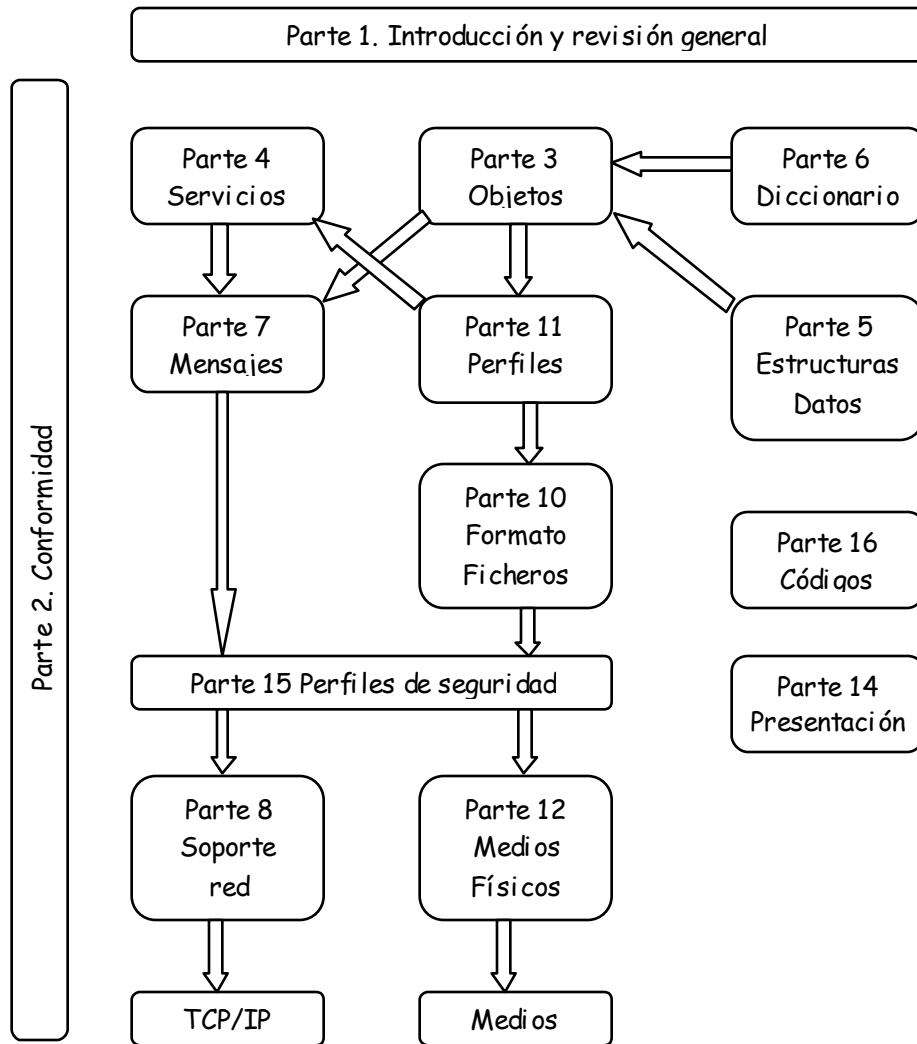 Parte 1. Introducción y revisión general
Parte 2. Conformidad
Parte 4
Servicios
Parte 3
Objetos
Parte 6
Diccionario
Parte 7
Mensajes
Parte 11
Perfiles
Parte 5
Estructuras
Datos
Parte 10
Formato
Ficheros
Parte 16
Códigos
Parte 15 Perfiles de seguridad
Parte 14
Presentación
Parte 8
Soporte
red
Parte 12
Medios
Físicos
TCP/IP
Medios